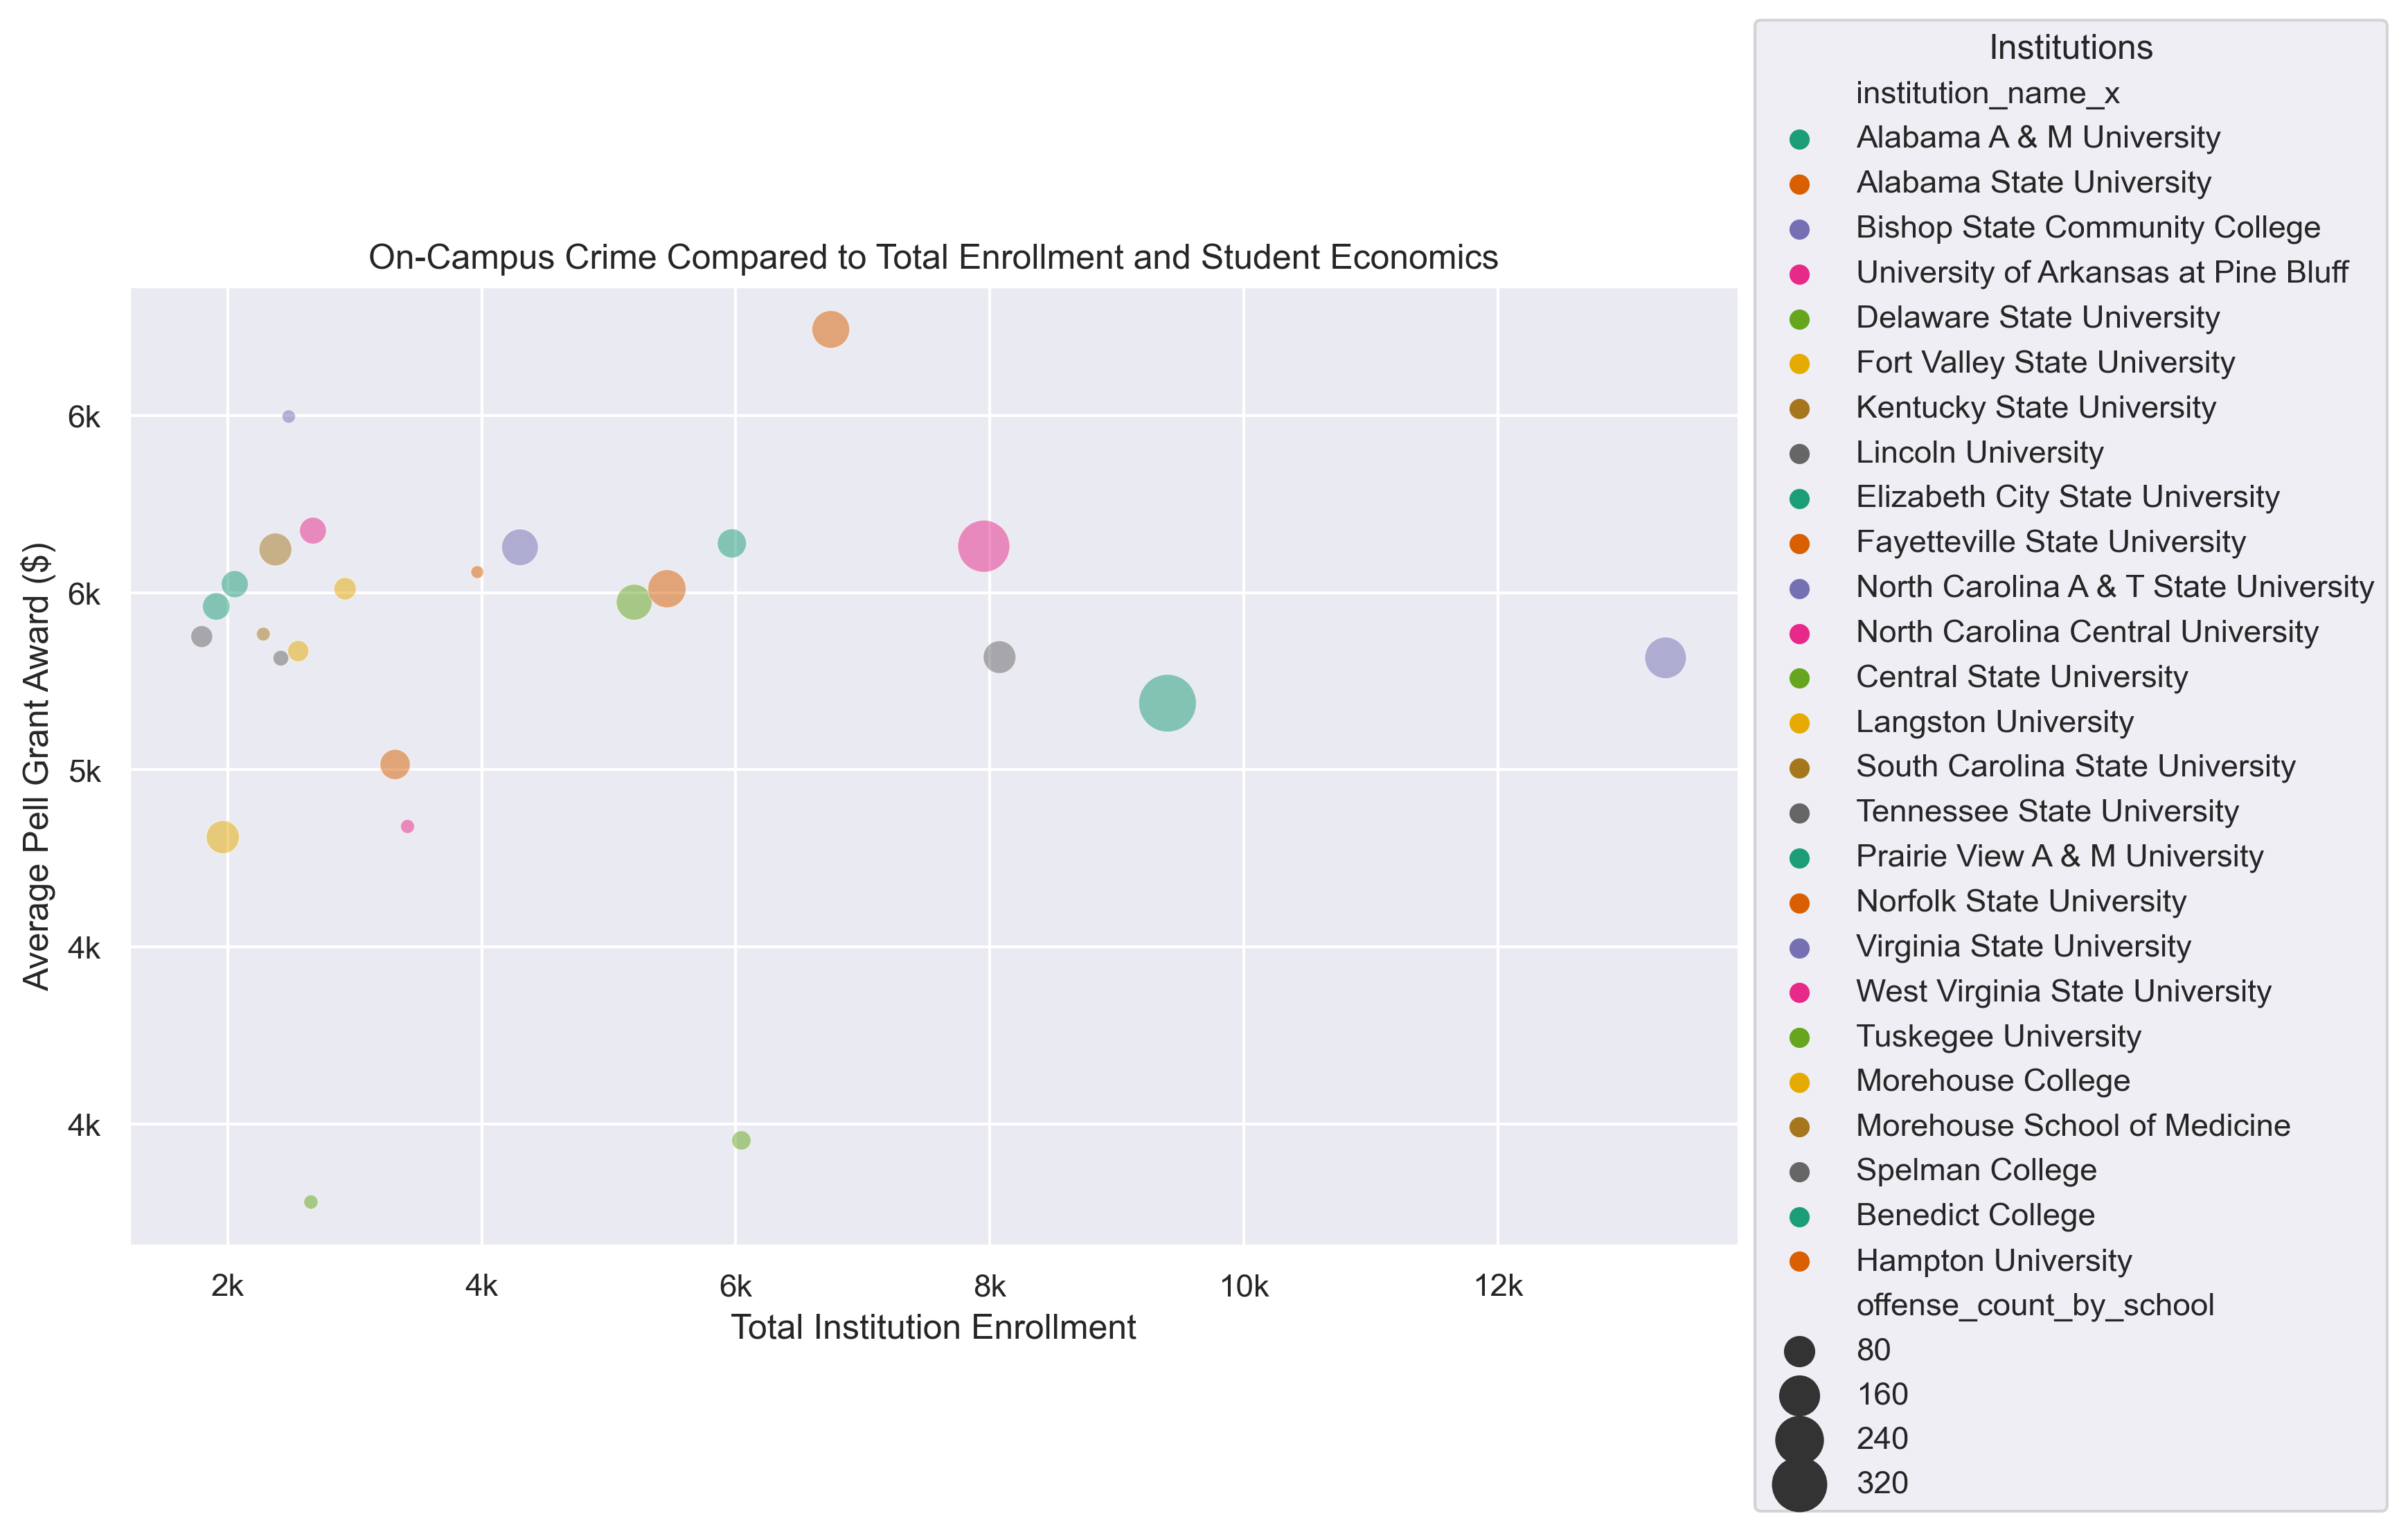 On-Campus Crime Compared to Total Enrollment and Student Economics
Average Pell Grant Award ($)
6k
6k
5k
4k
4k
2k 4k 6k 8k 10k 12k
Total Institution Enrollment
Institutions
institution_name_x
Alabama A & M University
Alabama State University
Bishop State Community College
University of Arkansas at Pine Bluff
Delaware State University
Fort Valley State University
Kentucky State University
Lincoln University
Elizabeth City State University
Fayetteville State University
North Carolina A & T State University
North Carolina Central University
Central State University
Langston University
South Carolina State University
Tennessee State University
Prairie View A & M University
Norfolk State University
Virginia State University
West Virginia State University
Tuskegee University
Morehouse College
Morehouse School of Medicine
Spelman College
Benedict College
Hampton University
offense_count_by_school
80
160
240
320